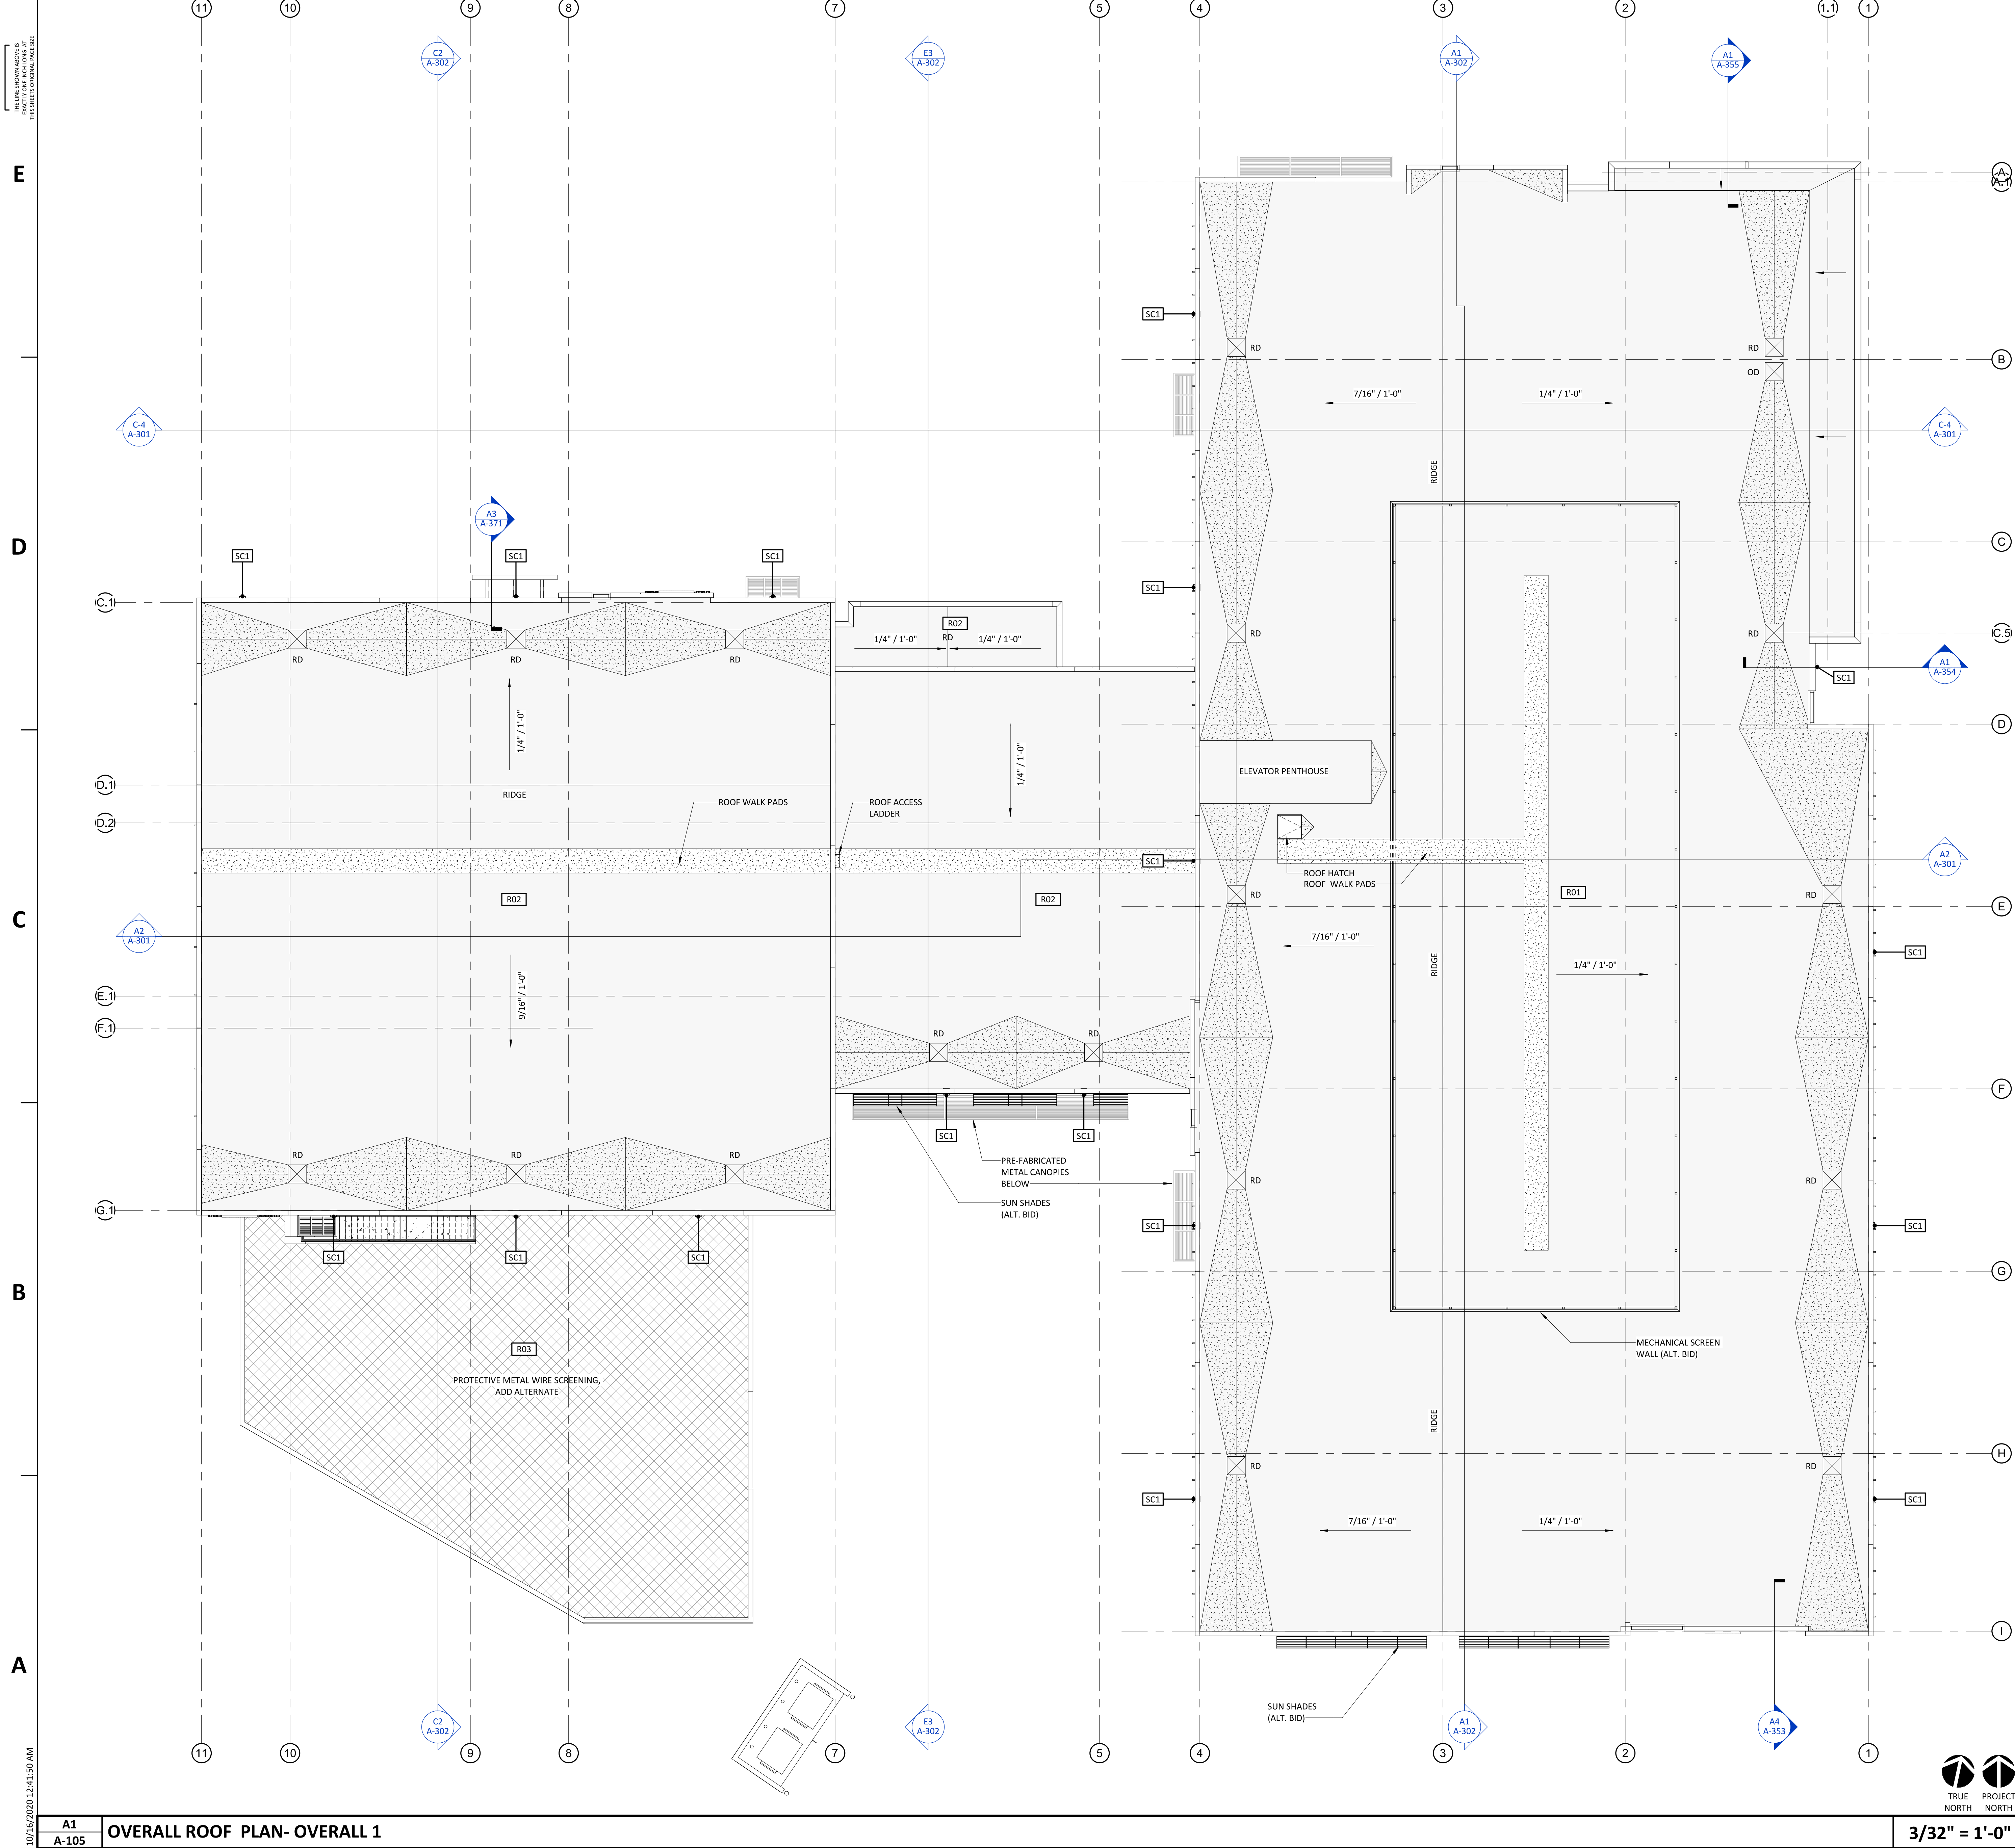 11
10
9
8
7
5
4
3
2
1.1
1
THE LINE SHOWN ABOVE IS
EXACTLY ONE INCH LONG AT
THIS SHEETS ORIGINAL PAGE SIZE
C2
A-302
E3
A-302
A1
A-302
A1
A-355
E
A
A.1
SC1
RD
RD
B
OD
7/16" / 1'-0"
1/4" / 1'-0"
C-4
A-301
C-4
A-301
RIDGE
A3
A-371
D
C
SC1
SC1
SC1
SC1
C.1
R02
RD
1/4" / 1'-0"
1/4" / 1'-0"
RD
RD
C.5
RD
RD
RD
A1
A-354
SC1
1/4" / 1'-0"
1/4" / 1'-0"
D
ELEVATOR PENTHOUSE
D.1
RIDGE
ROOF WALK PADS
ROOF ACCESS
LADDER
D.2
SC1
A2
A-301
ROOF HATCH
ROOF WALK PADS
R02
R02
R01
RD
RD
E
C
A2
A-301
7/16" / 1'-0"
RIDGE
1/4" / 1'-0"
SC1
9/16" / 1'-0"
E.1
F.1
RD
RD
F
SC1
SC1
RD
RD
RD
PRE-FABRICATED
METAL CANOPIES
BELOW
RD
RD
SUN SHADES
(ALT. BID)
G.1
SC1
SC1
SC1
SC1
SC1
G
B
R03
MECHANICAL SCREEN
WALL (ALT. BID)
PROTECTIVE METAL WIRE SCREENING,
ADD ALTERNATE
RIDGE
H
RD
RD
SC1
SC1
7/16" / 1'-0"
1/4" / 1'-0"
I
A
SUN SHADES
(ALT. BID)
C2
A-302
E3
A-302
A1
A-302
A4
A-353
11
10
9
8
7
5
4
3
2
1
TRUE
NORTH
PROJECT
NORTH
10/16/2020 12:41:50 AM
A1
A-105
OVERALL ROOF PLAN- OVERALL 1
3/32" = 1'-0"